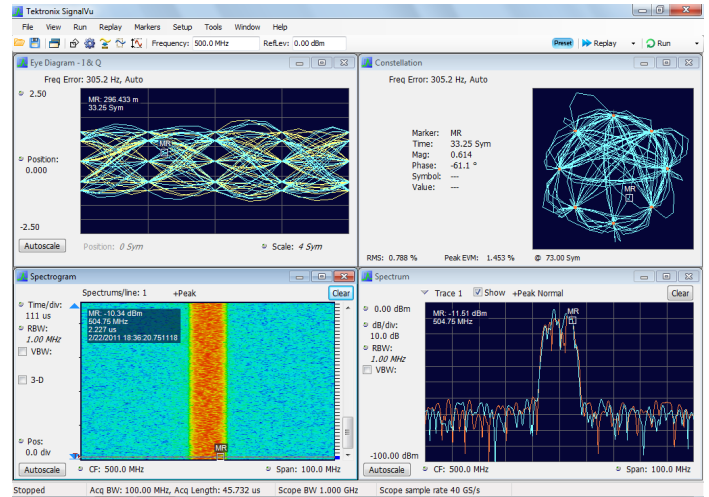 Tektronix SignalVu
File View Run Replay Markers Setup Tools Window Help
Frequency: 500.0 MHz RefLev: 0.00 dBm Preset Replay Run
Eye Diagram - I & Q
Freq Error: 305.2 Hz, Auto
2.50
MR: 296.433 m
33.25 Sym
MR
Position:
0.000
-2.50
Autoscale Position: 0 Sym Scale: 4 Sym
Constellation
Freq Error: 305.2 Hz, Auto
Marker: MR
Time: 33.25 Sym
Mag: 0.614
Phase: -61.1 °
Symbol: ---
Value: ---
MR
RMS: 0.788 % Peak EVM: 1.453 % @ 73.00 Sym
Spectrogram
Spectrums/line: 1 +Peak Clear
Time/div:
111 us
RBW:
1.00 MHz
VBW:
3-D
Pos:
0.0 div
MR: -10.34 dBm
504.75 MHz
2.227 us
2/22/2011 18:36:20.751118
MR
Autoscale CF: 500.0 MHz Span: 100.0 MHz
Spectrum
Trace 1 Show +Peak Normal Clear
0.00 dBm
dB/div:
10.0 dB
RBW:
1.00 MHz
VBW:
-100.00 dBm
MR: -11.51 dBm
504.75 MHz
MR
Autoscale CF: 500.0 MHz Span: 100.0 MHz
Stopped Acq BW: 100.00 MHz, Acq Length: 45.732 us Scope BW 1.000 GHz Scope sample rate 40 GS/s